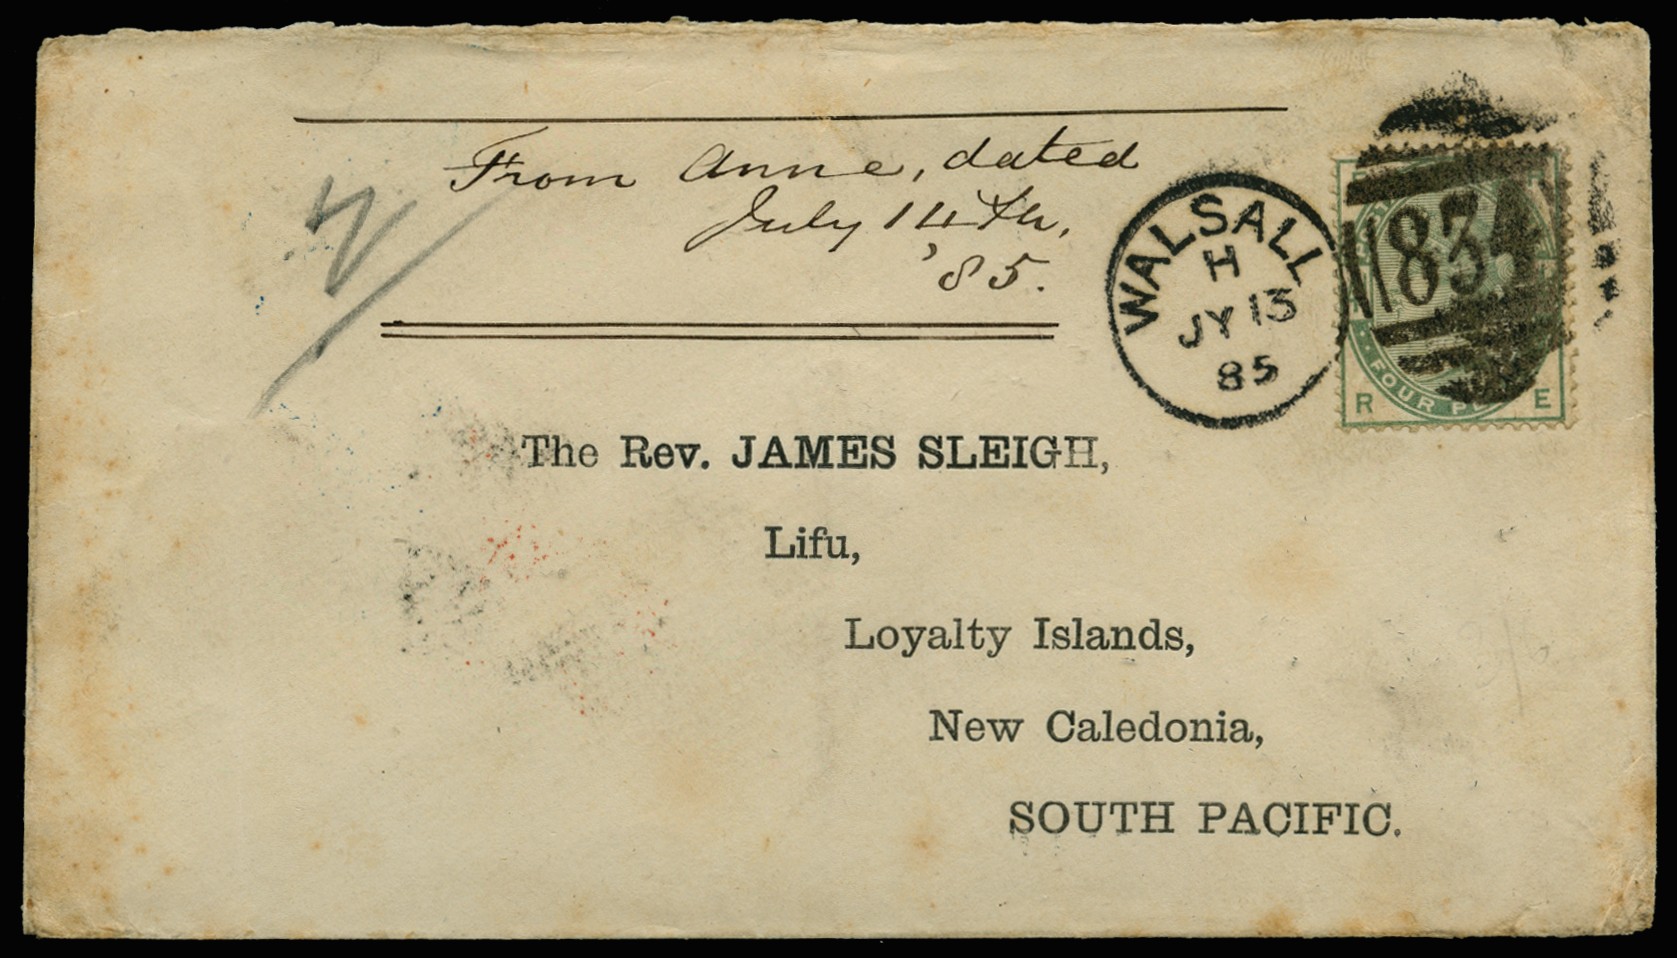 From Anne, dated
July 14th,
'85.
WALSALL
H
JY 13
85
834
FOUR PE
R E
The Rev. JAMES SLEIGH,
Lifu,
Loyalty Islands,
New Caledonia,
SOUTH PACIFIC.